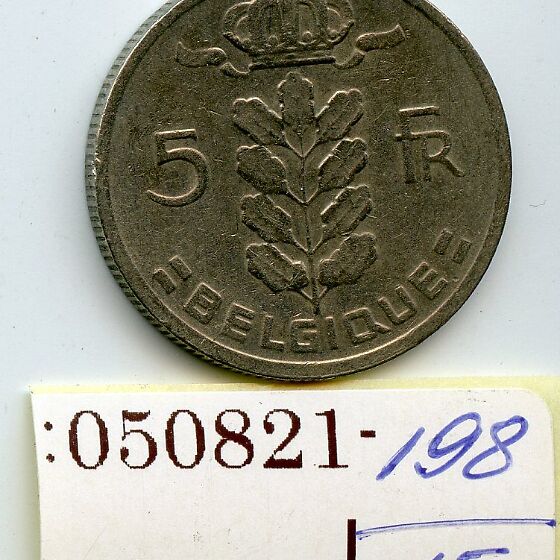 5 FR
=BELGIQUE=
:050821-198